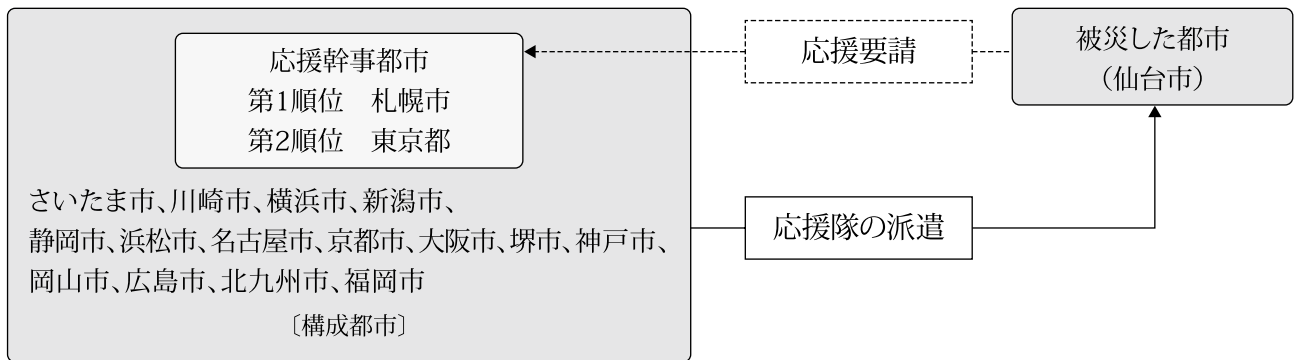 応援幹事都市
第1順位　札幌市
第2順位　東京都
さいたま市、川崎市、横浜市、新潟市、
静岡市、浜松市、名古屋市、京都市、大阪市、堺市、神戸市、
岡山市、広島市、北九州市、福岡市
〔構成都市〕
応援要請
応援隊の派遣
被災した都市
（仙台市）